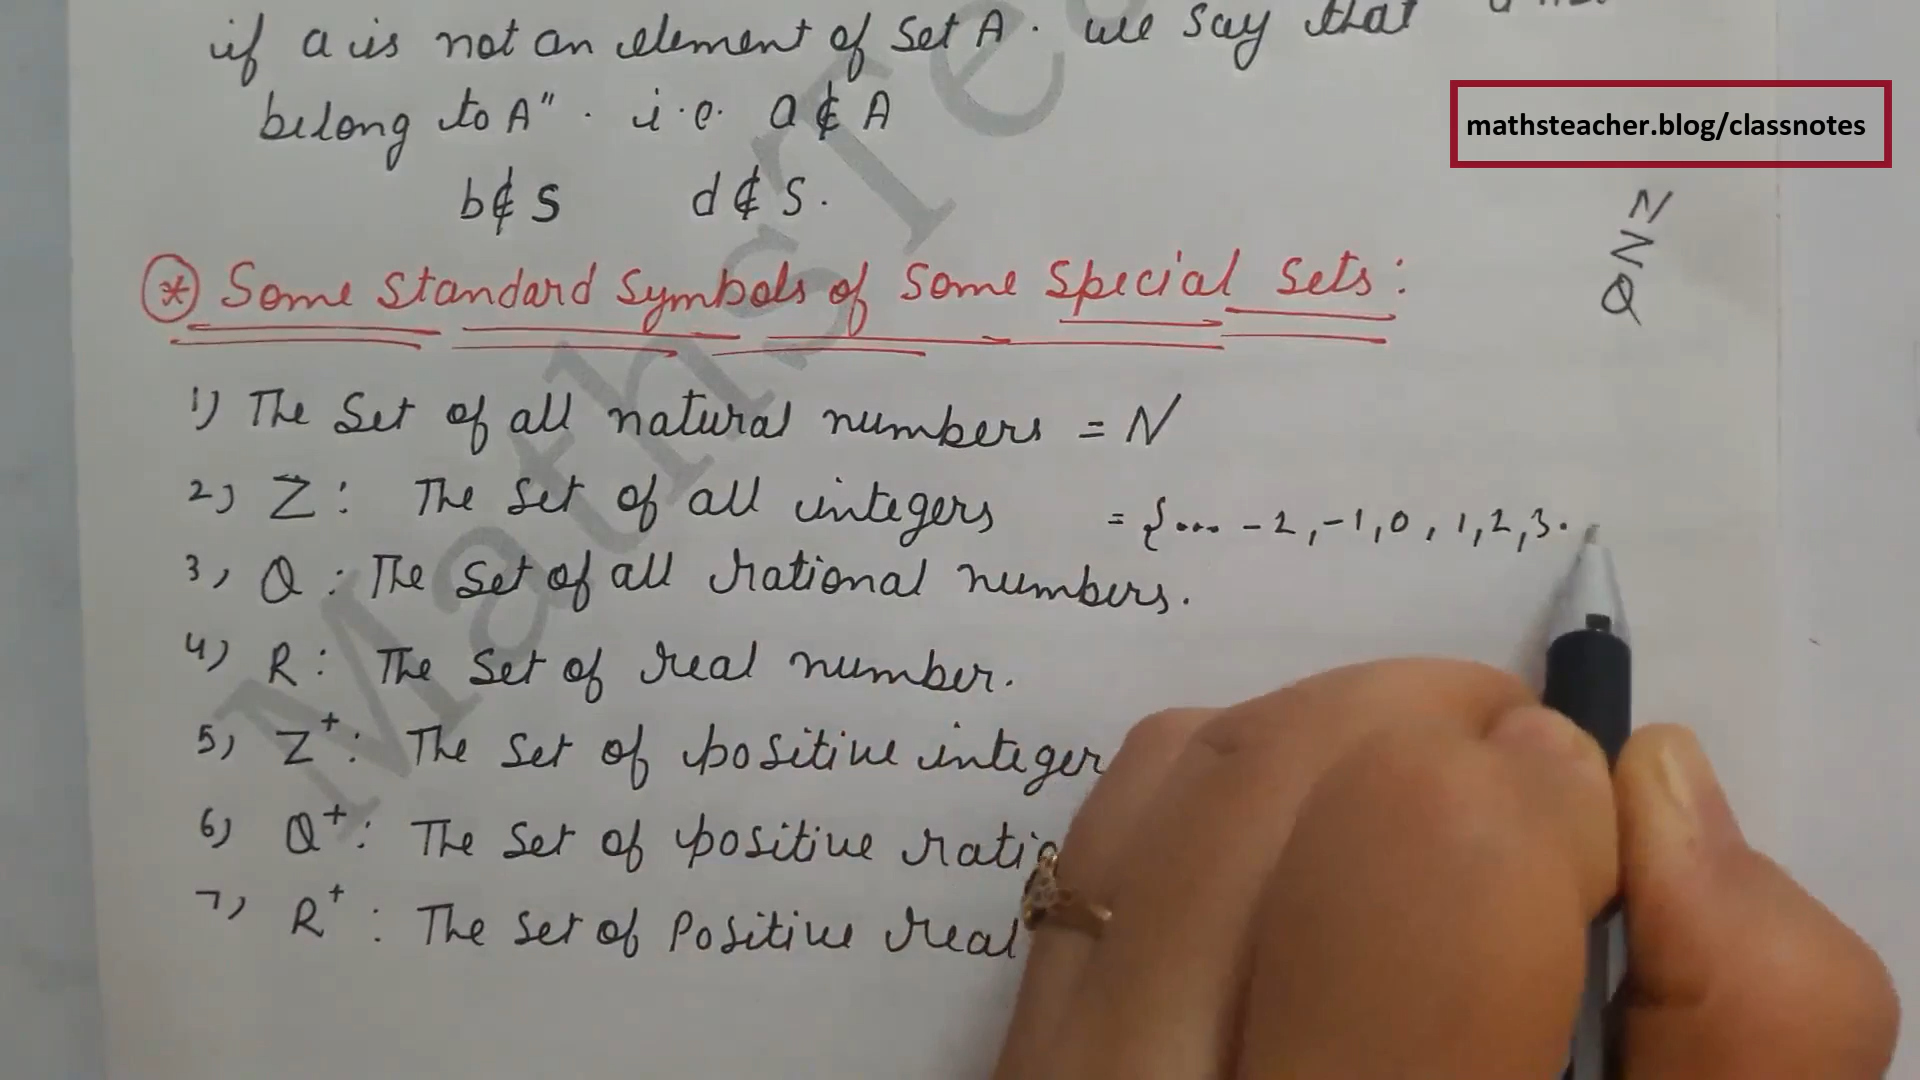 if a is not an element of Set A. we say that
belong to A". i.e. a ∉ A
mathsteacher.blog/classnotes
b ∉ S d ∉ S.
N
Z
Q
* Some Standard Symbols of Some Special Sets:
1) The Set of all natural numbers = N
2) Z: The Set of all integers = {.... -2, -1, 0, 1, 2, 3.
3) Q: The Set of all rational numbers.
4) R: The Set of real number.
5) Z⁺: The Set of positive integer
6) Q⁺: The Set of positive ratio
7) R⁺: The Set of Positive real
MathsTe